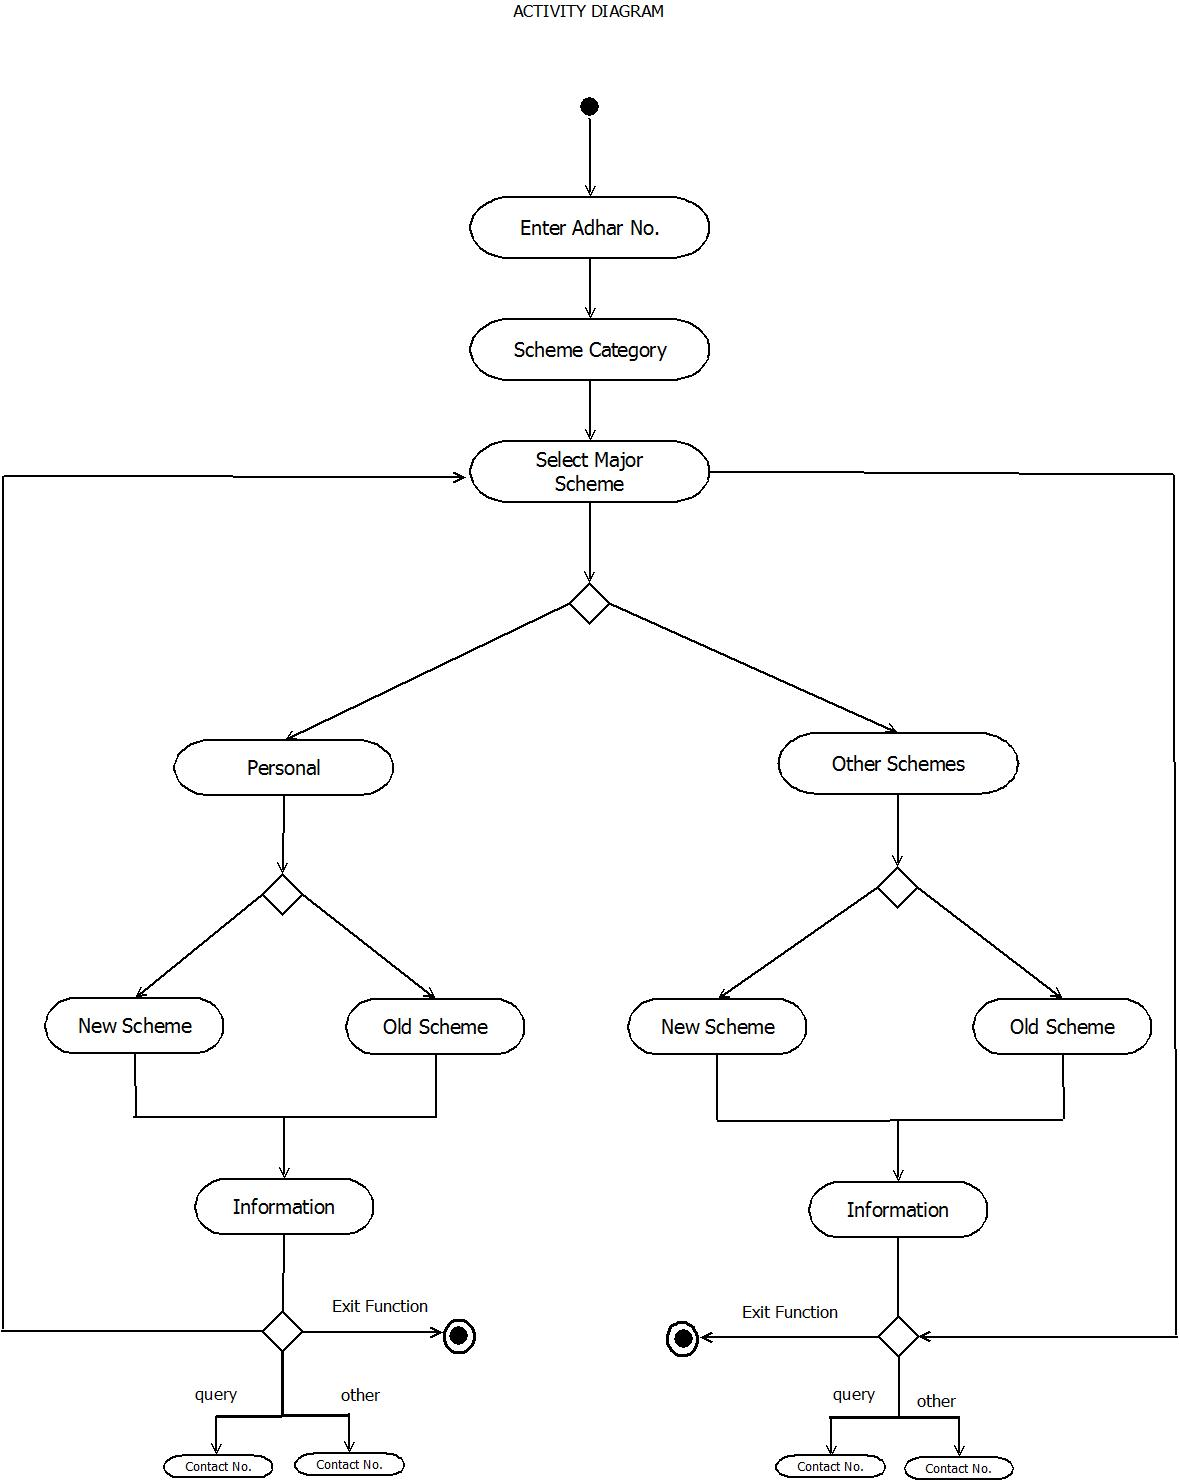 ACTIVITY DIAGRAM
Enter Adhar No.
Scheme Category
Select Major
Scheme
Personal
Other Schemes
New Scheme
Old Scheme
New Scheme
Old Scheme
Information
Information
Exit Function
Exit Function
query
other
query
other
Contact No.
Contact No.
Contact No.
Contact No.